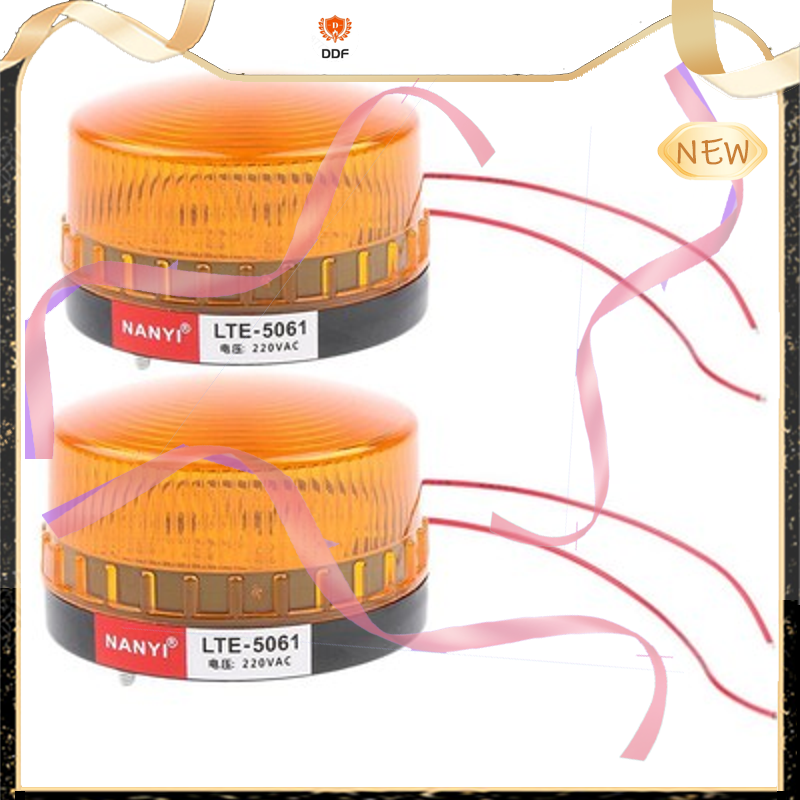 D
DDF
NEW
NANYI®
LTE-5061
电压: 220VAC
NANYI®
LTE-5061
电压: 220VAC